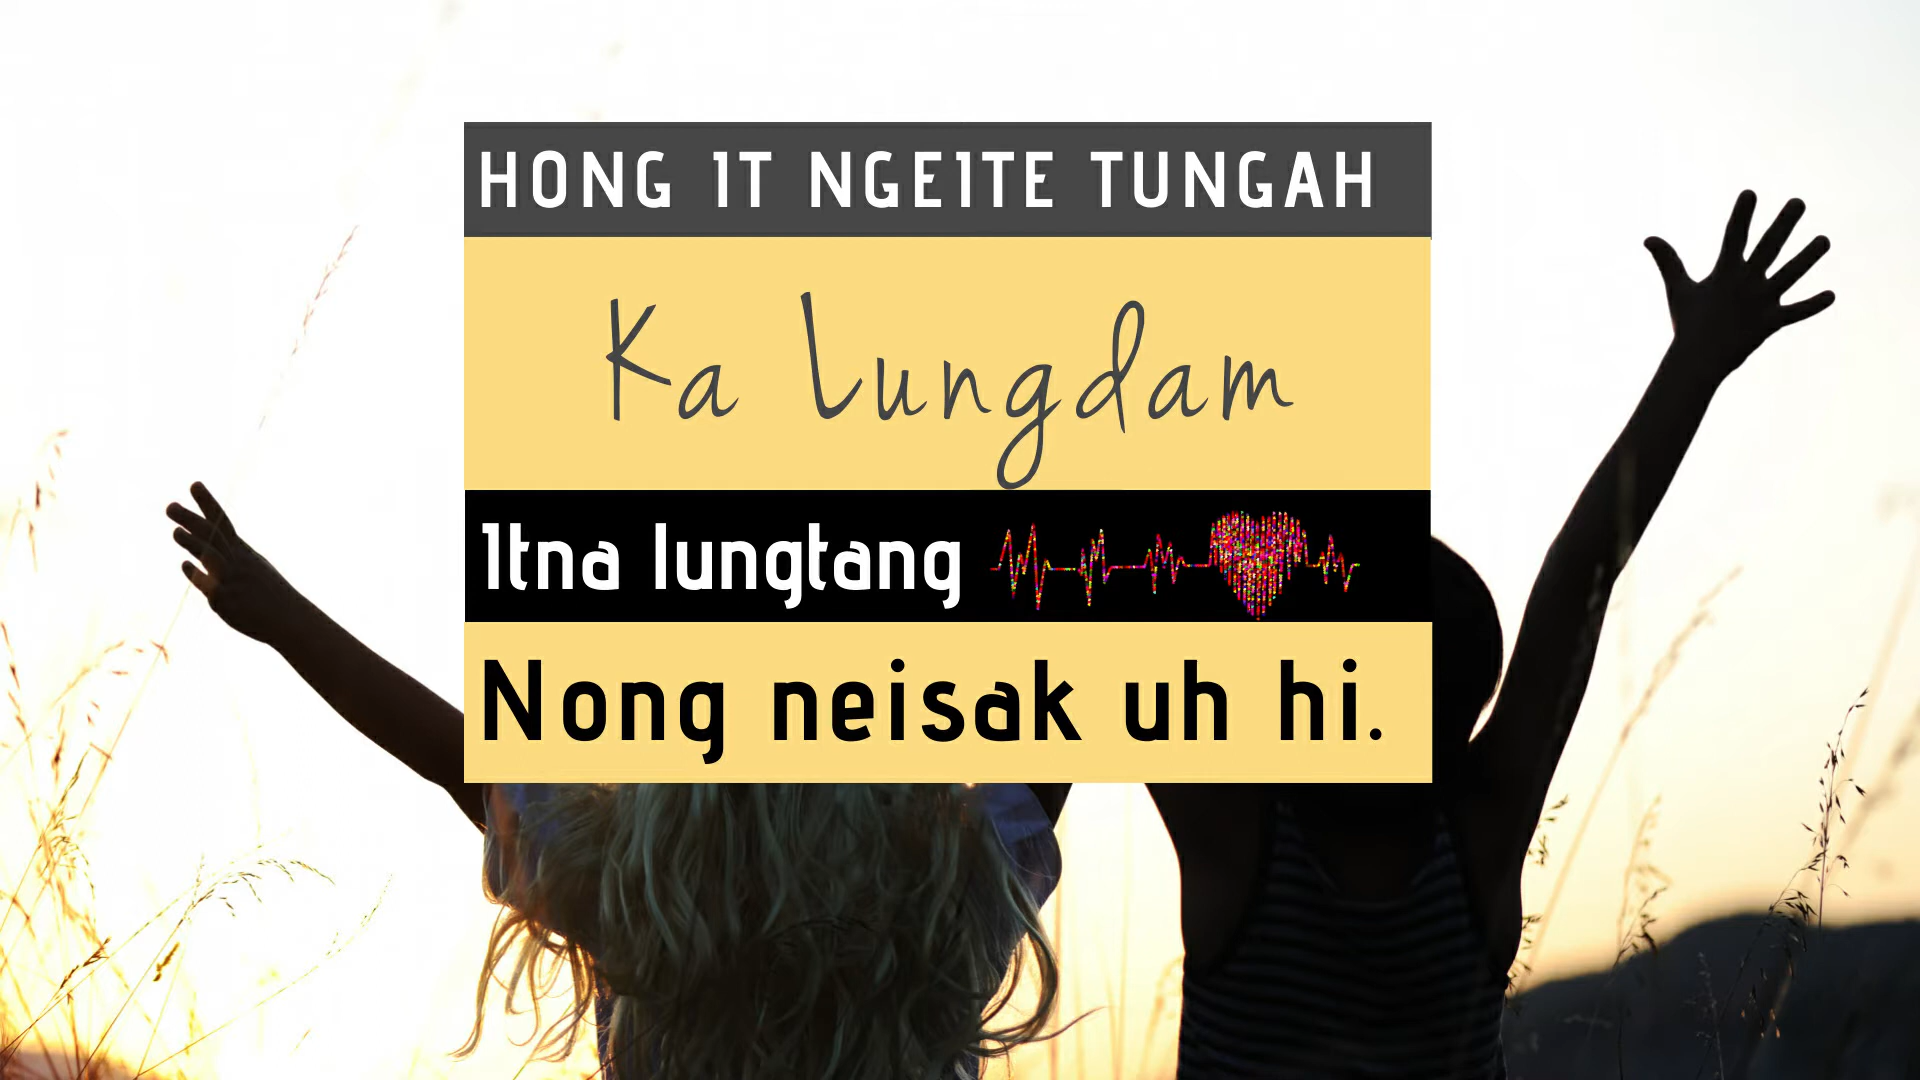 HONG IT NGEITE TUNGAH
Ka Lungdam
Itna lungtang
Nong neisak uh hi.